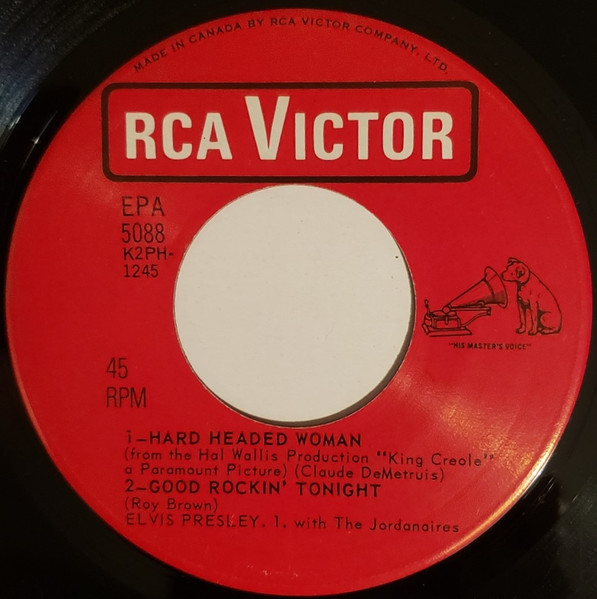 MADE IN CANADA BY RCA VICTOR COMPANY, LTD.
RCA VICTOR
EPA
5088
K2PH-
1245
"HIS MASTER'S VOICE"
45
RPM
1–HARD HEADED WOMAN
(from the Hal Wallis Production "King Creole"
a Paramount Picture) (Claude DeMetruis)
2–GOOD ROCKIN' TONIGHT
(Roy Brown)
ELVIS PRESLEY. 1. with The Jordanaires